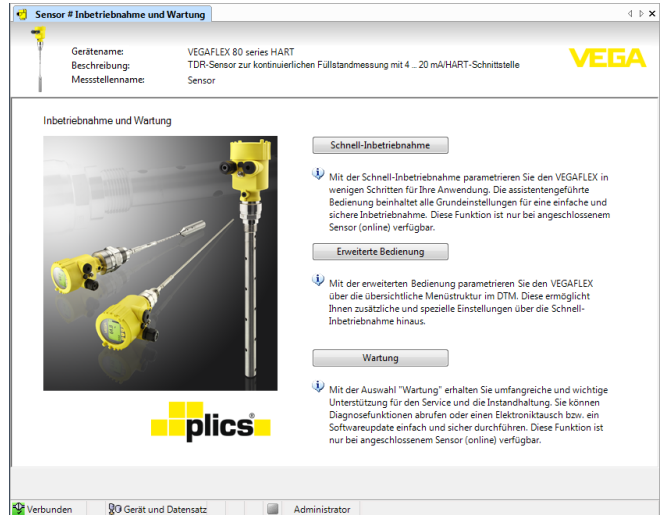 Sensor # Inbetriebnahme und Wartung
Gerätename: VEGAFLEX 80 series HART
Beschreibung: TDR-Sensor zur kontinuierlichen Füllstandmessung mit 4 ... 20 mA/HART-Schnittstelle
Messstellenname: Sensor
VEGA
Inbetriebnahme und Wartung
Schnell-Inbetriebnahme
Mit der Schnell-Inbetriebnahme parametrieren Sie den VEGAFLEX in
wenigen Schritten für Ihre Anwendung. Die assistentengeführte
Bedienung beinhaltet alle Grundeinstellungen für eine einfache und
sichere Inbetriebnahme. Diese Funktion ist nur bei angeschlossenem
Sensor (online) verfügbar.
Erweiterte Bedienung
Mit der erweiterten Bedienung parametrieren Sie den VEGAFLEX
über die übersichtliche Menüstruktur im DTM. Diese ermöglicht
Ihnen zusätzliche und spezielle Einstellungen über die Schnell-
Inbetriebnahme hinaus.
Wartung
Mit der Auswahl "Wartung" erhalten Sie umfangreiche und wichtige
Unterstützung für den Service und die Instandhaltung. Sie können
Diagnosefunktionen abrufen oder einen Elektroniktausch bzw. ein
Softwareupdate einfach und sicher durchführen. Diese Funktion ist
nur bei angeschlossenem Sensor (online) verfügbar.
plics®
Verbunden
Gerät und Datensatz
Administrator